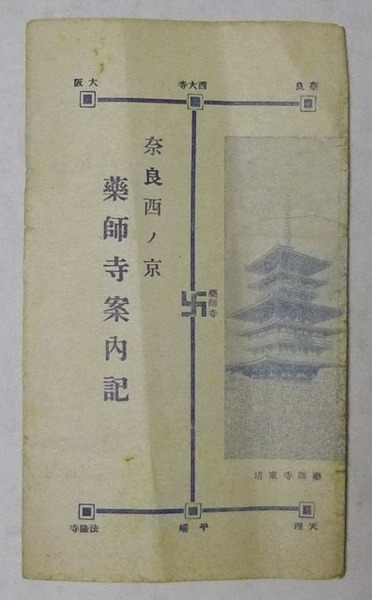 大阪
西大寺
奈良
奈良西ノ京
藥師寺案內記
藥師寺
藥師寺東塔
法隆寺
平端
天理